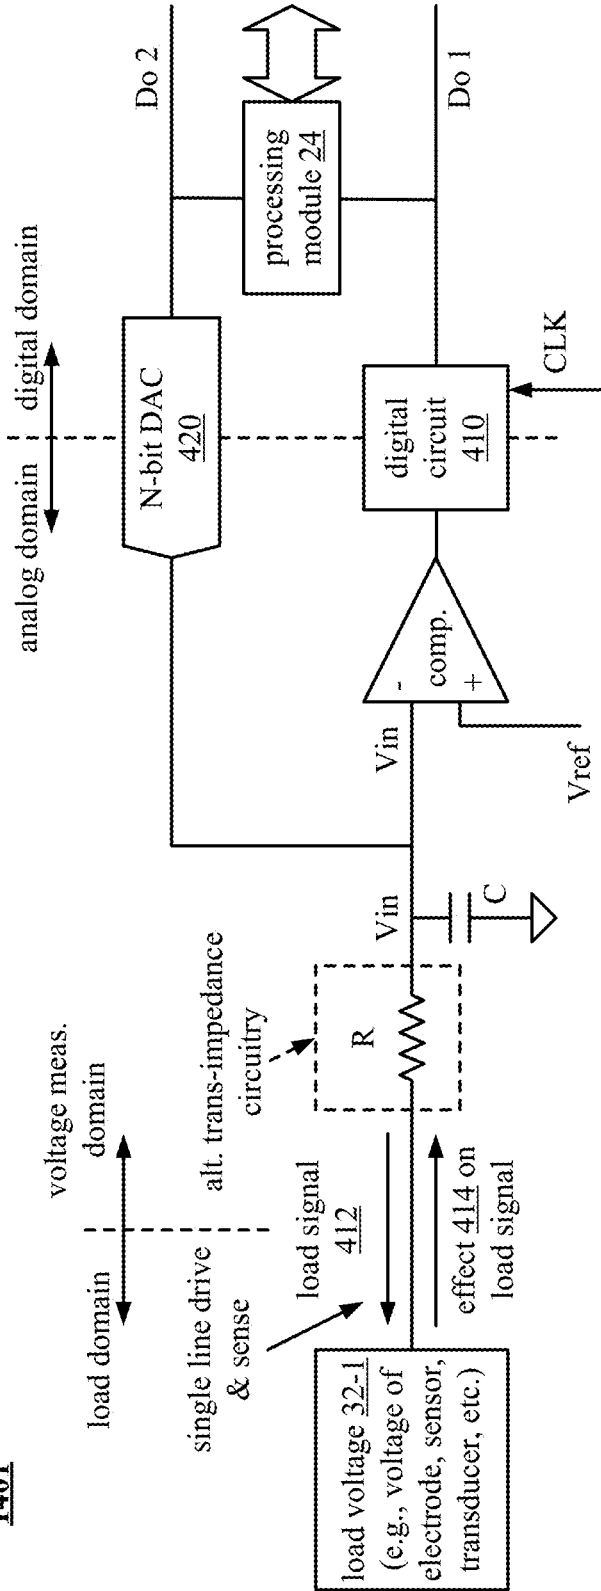 load domain
voltage meas.
domain
analog domain
digital domain
single line drive
& sense
alt. trans-impedance
circuitry
N-bit DAC
420
Do 2
load voltage 32-1
(e.g., voltage of
electrode, sensor,
transducer, etc.)
load signal
412
effect 414 on
load signal
R
Vin
C
Vin
Vref
-
+
comp.
digital
circuit
410
CLK
processing
module 24
Do 1